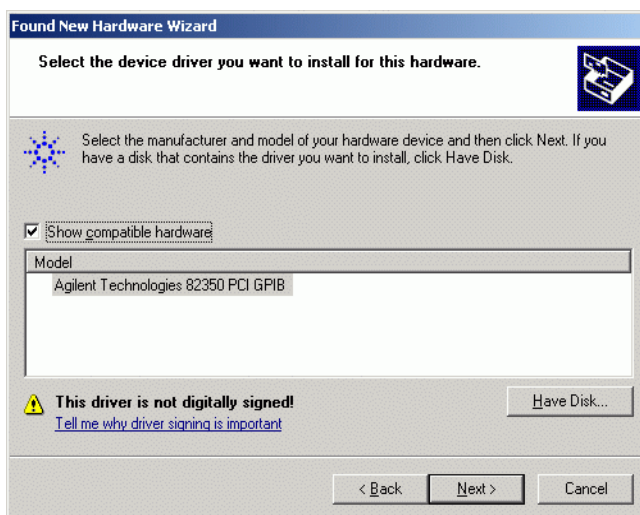 Found New Hardware Wizard
Select the device driver you want to install for this hardware.
Select the manufacturer and model of your hardware device and then click Next. If you
have a disk that contains the driver you want to install, click Have Disk.
Show compatible hardware
Model
Agilent Technologies 82350 PCI GPIB
This driver is not digitally signed!
Have Disk...
Tell me why driver signing is important
< Back
Next >
Cancel